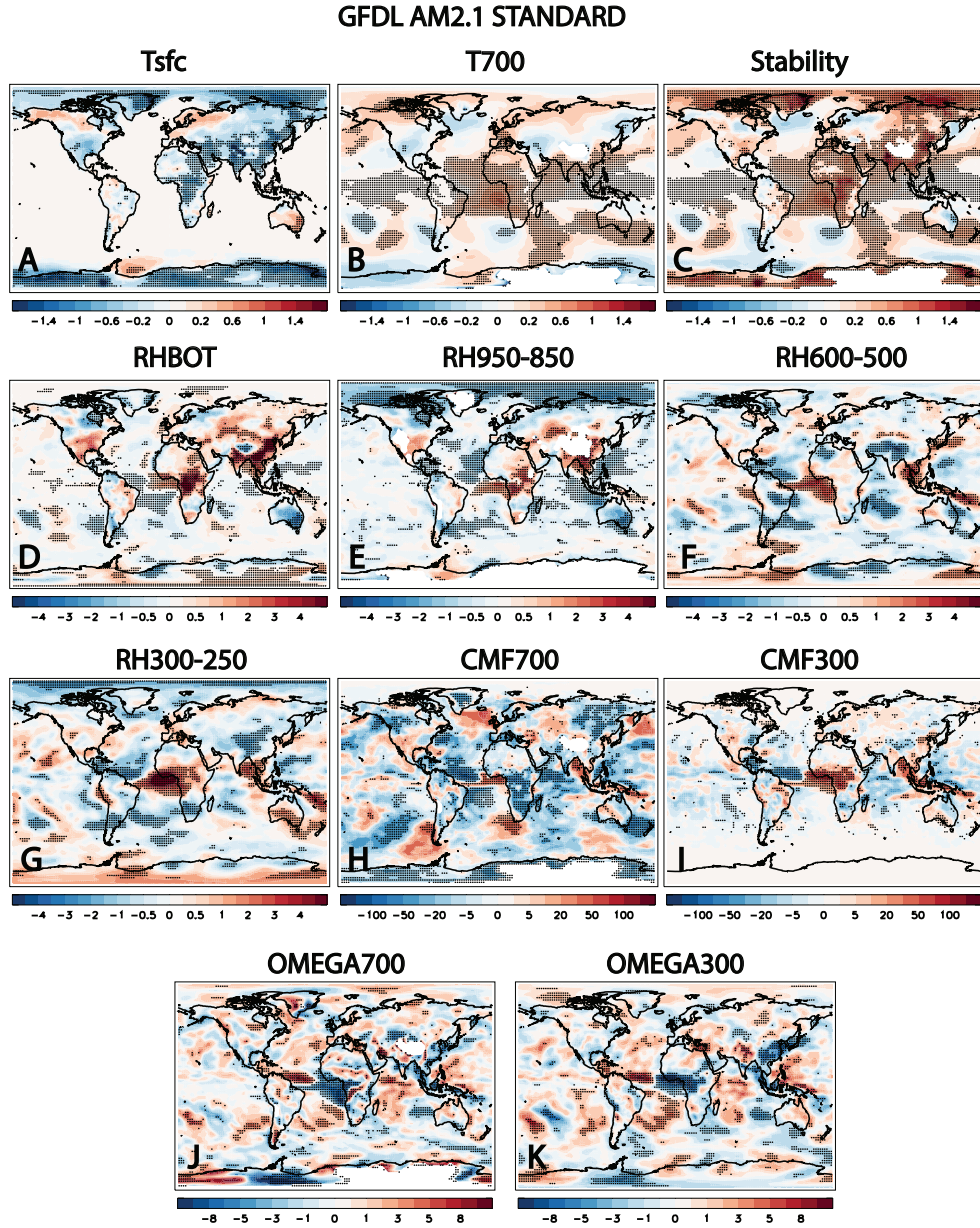 GFDL AM2.1 STANDARD
Tsfc
T700
Stability
A
B
C
-1.4 -1 -0.6 -0.2 0 0.2 0.6 1 1.4
-1.4 -1 -0.6 -0.2 0 0.2 0.6 1 1.4
-1.4 -1 -0.6 -0.2 0 0.2 0.6 1 1.4
RHBOT
RH950-850
RH600-500
D
E
F
-4 -3 -2 -1 -0.5 0 0.5 1 2 3 4
-4 -3 -2 -1 -0.5 0 0.5 1 2 3 4
-4 -3 -2 -1 -0.5 0 0.5 1 2 3 4
RH300-250
CMF700
CMF300
G
H
I
-4 -3 -2 -1 -0.5 0 0.5 1 2 3 4
-100 -50 -20 -5 0 5 20 50 100
-100 -50 -20 -5 0 5 20 50 100
OMEGA700
OMEGA300
J
K
-8 -5 -3 -1 0 1 3 5 8
-8 -5 -3 -1 0 1 3 5 8